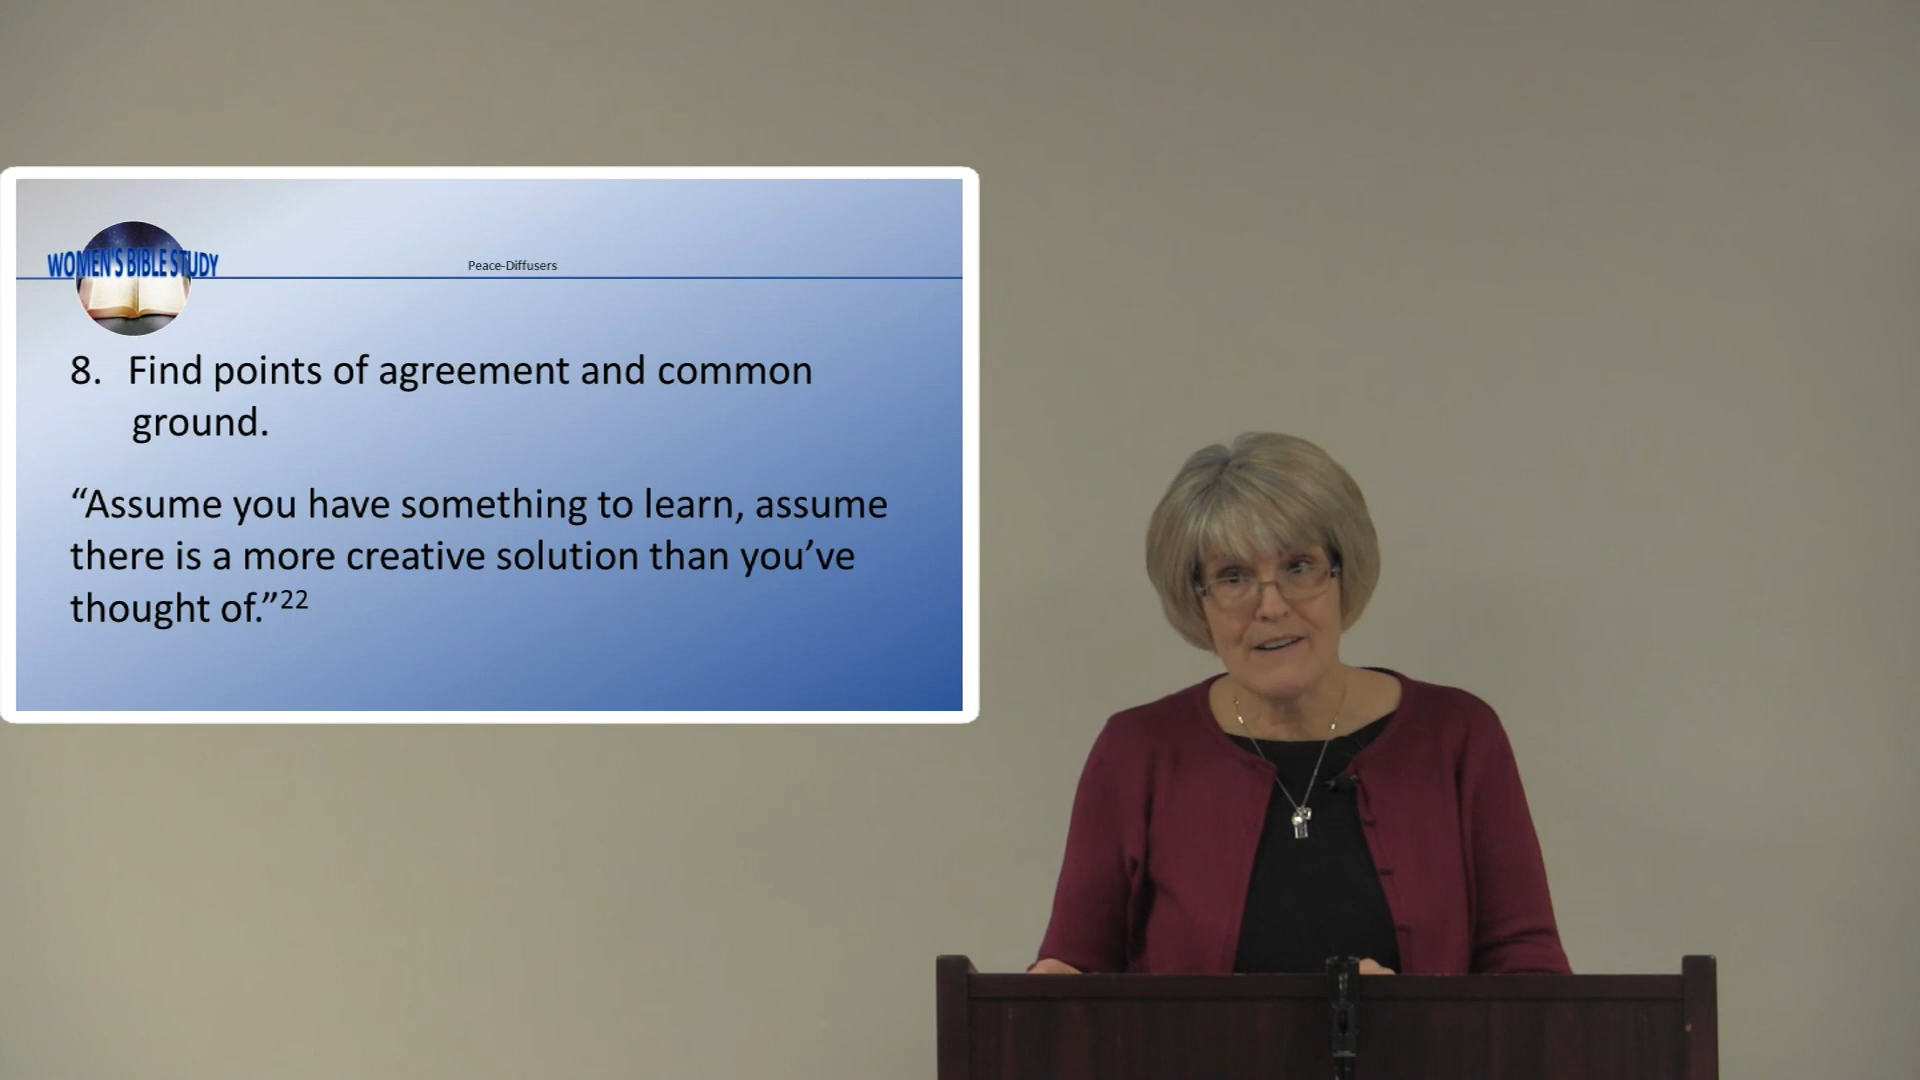 WOMEN'S BIBLE STUDY
Peace-Diffusers
8. Find points of agreement and common
ground.
“Assume you have something to learn, assume
there is a more creative solution than you’ve
thought of.”22